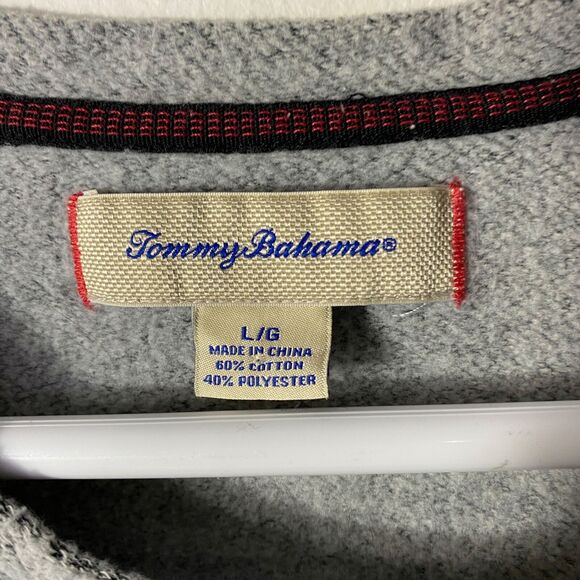 Tommy Bahama®
L/G
MADE IN CHINA
60% COTTON
40% POLYESTER